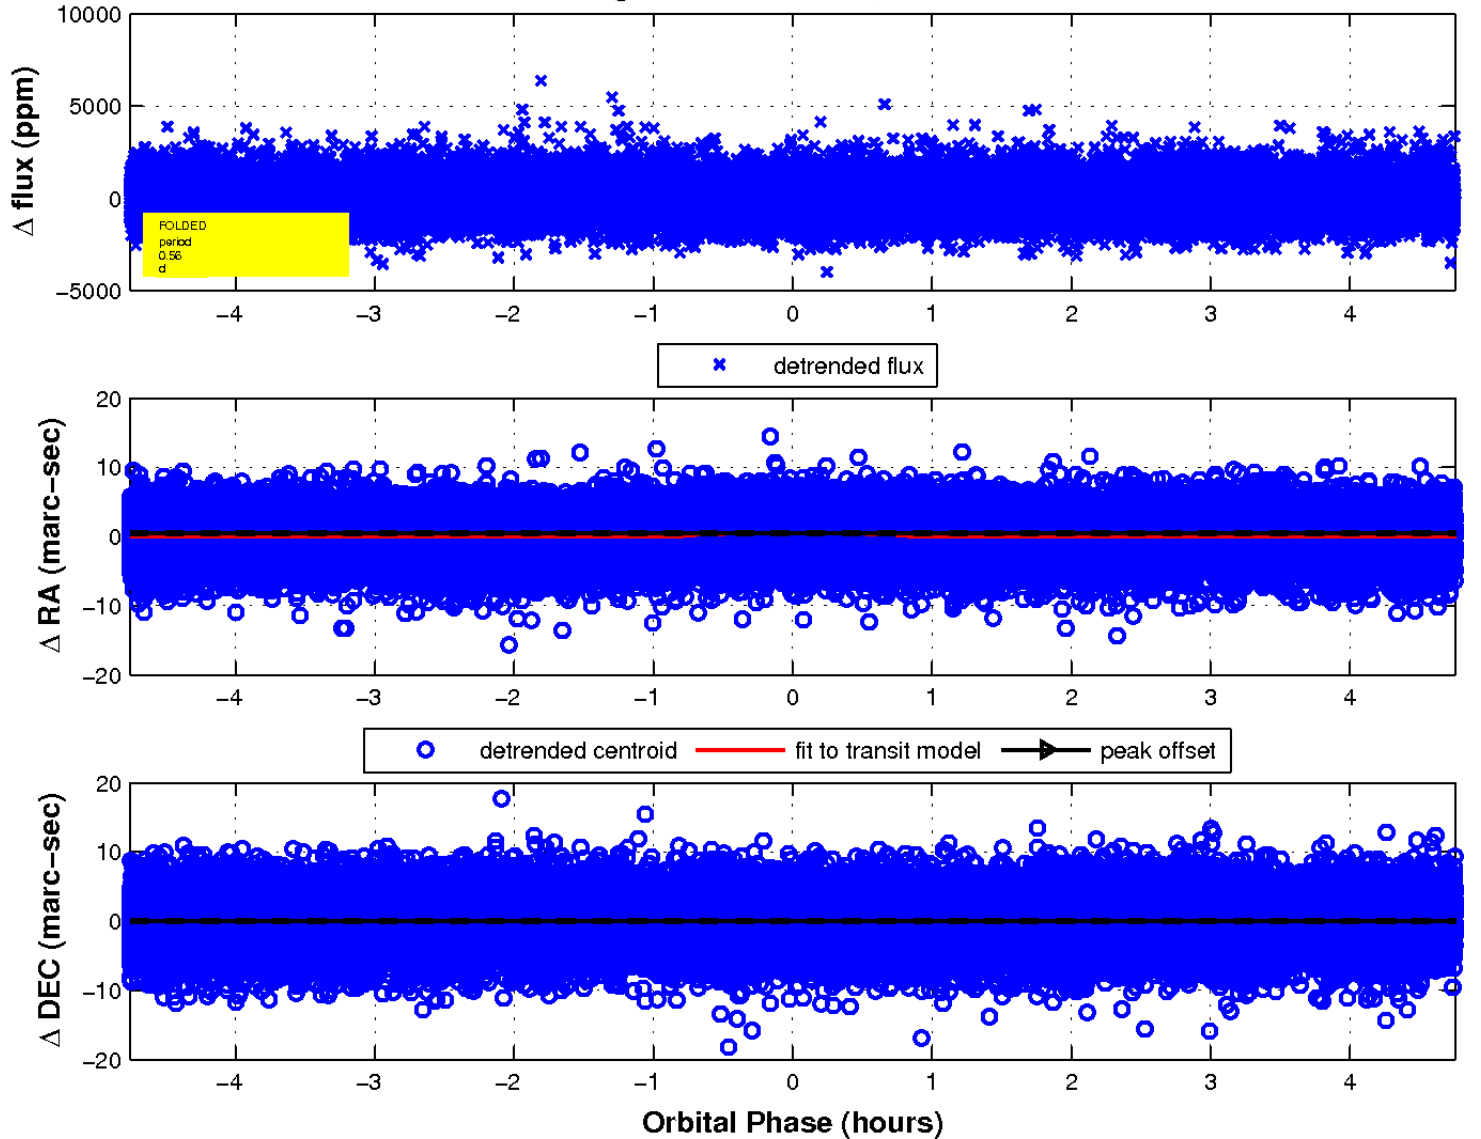 10000
5000
0
−5000
Δ flux (ppm)
FOLDED
period
0.56
d
−4 −3 −2 −1 0 1 2 3 4
detrended flux
20
10
0
−10
−20
Δ RA (marc−sec)
−4 −3 −2 −1 0 1 2 3 4
detrended centroid fit to transit model peak offset
20
10
0
−10
−20
Δ DEC (marc−sec)
−4 −3 −2 −1 0 1 2 3 4
Orbital Phase (hours)